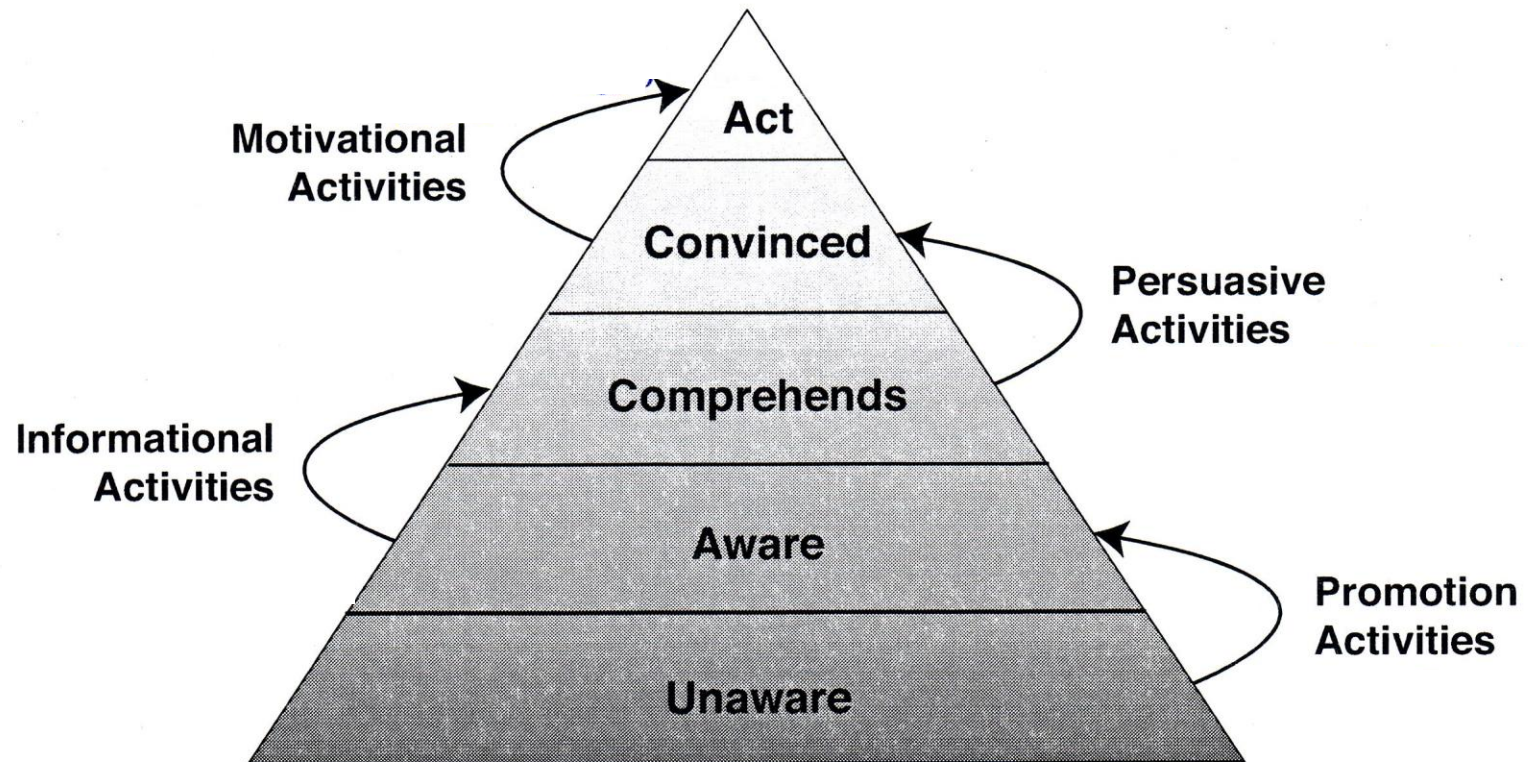 Act
Motivational
Activities
Convinced
Persuasive
Activities
Comprehends
Informational
Activities
Aware
Promotion
Activities
Unaware